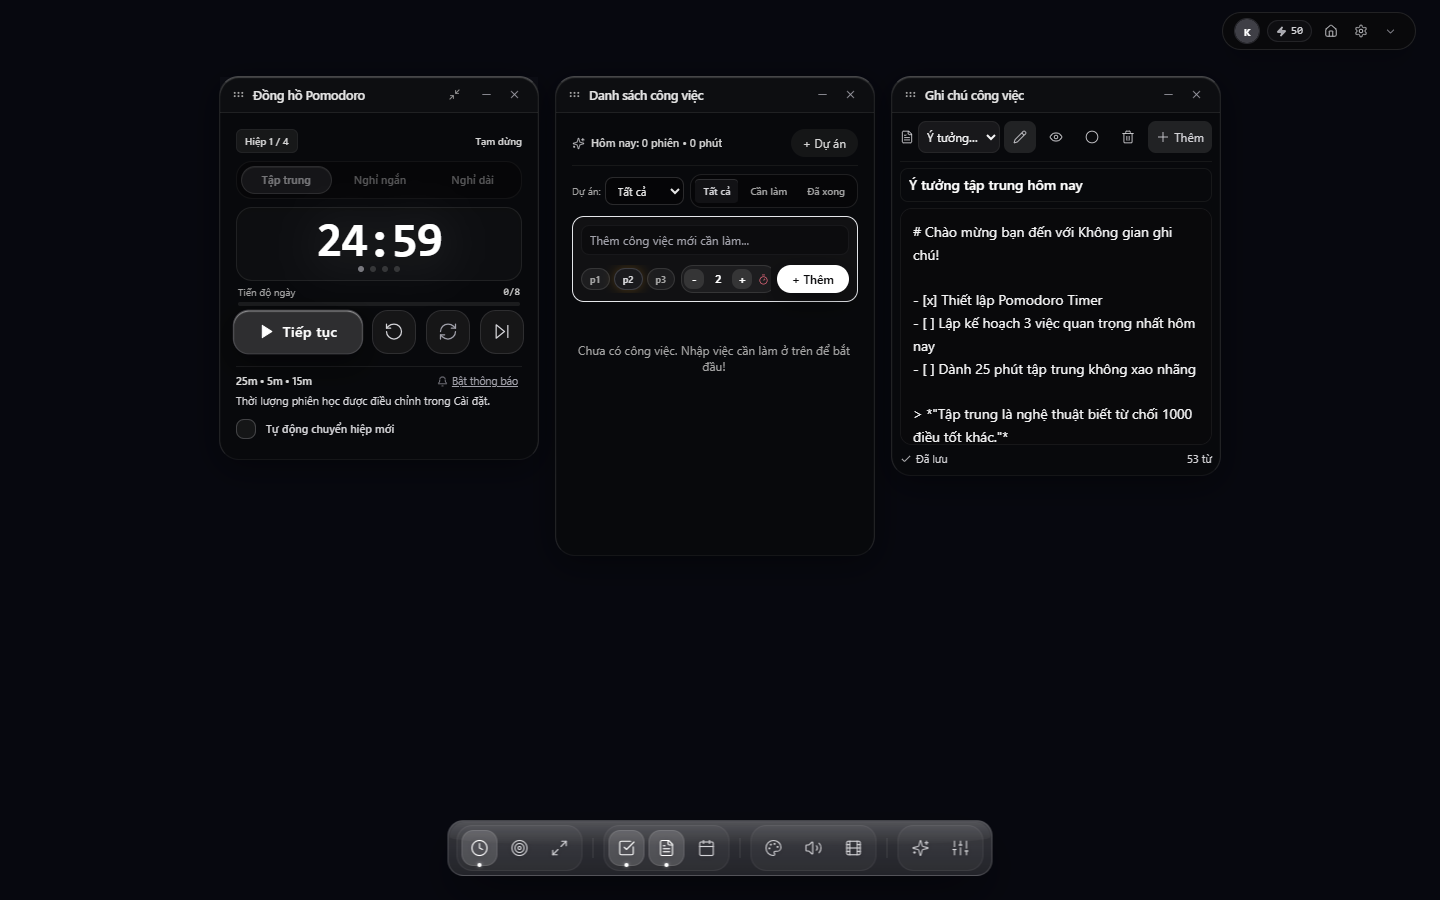 K
50
Đồng hồ Pomodoro
Hiệp 1 / 4
Tạm dừng
Tập trung
Nghỉ ngắn
Nghỉ dài
24:59
Tiến độ ngày
0/8
Tiếp tục
25m • 5m • 15m
Bật thông báo
Thời lượng phiên học được điều chỉnh trong Cài đặt.
Tự động chuyển hiệp mới
Danh sách công việc
Hôm nay: 0 phiên • 0 phút
+ Dự án
Dự án:
Tất cả
Tất cả
Cần làm
Đã xong
Thêm công việc mới cần làm...
p1
p2
p3
-
2
+
+ Thêm
Chưa có công việc. Nhập việc cần làm ở trên để bắt
đầu!
Ghi chú công việc
Ý tưởng...
Thêm
Ý tưởng tập trung hôm nay
# Chào mừng bạn đến với Không gian ghi
chú!
- [x] Thiết lập Pomodoro Timer
- [ ] Lập kế hoạch 3 việc quan trọng nhất hôm
nay
- [ ] Dành 25 phút tập trung không xao nhãng
> *"Tập trung là nghệ thuật biết từ chối 1000
điều tốt khác."*
Đã lưu
53 từ